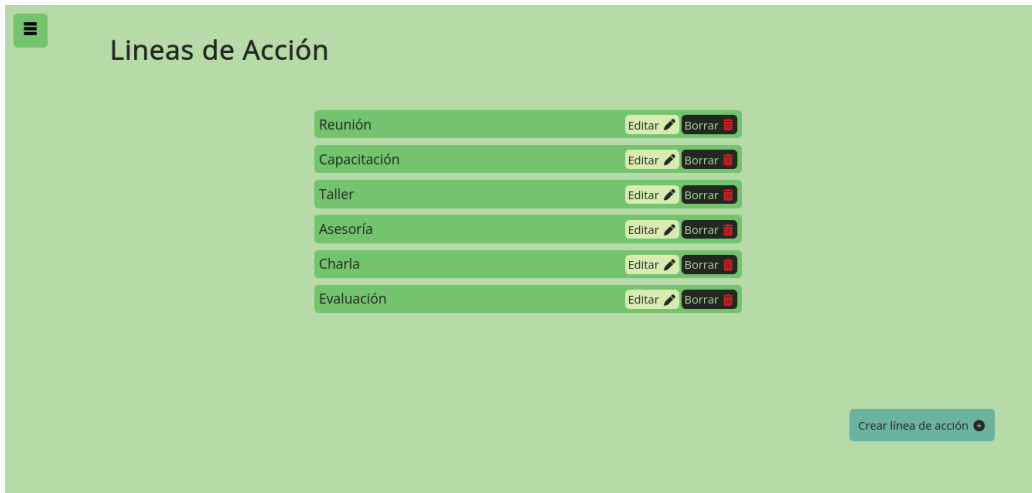 Lineas de Acción
Reunión Editar Borrar
Capacitación Editar Borrar
Taller Editar Borrar
Asesoría Editar Borrar
Charla Editar Borrar
Evaluación Editar Borrar
Crear línea de acción